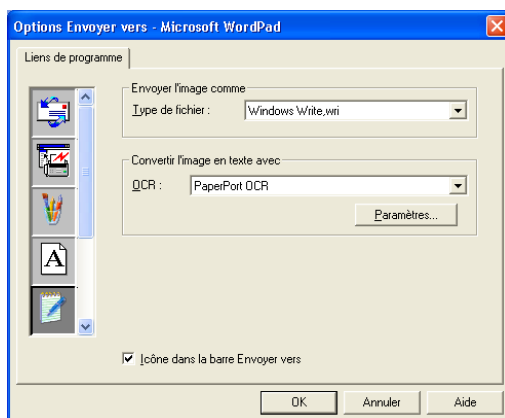 Options Envoyer vers - Microsoft WordPad
Liens de programme
Envoyer l'image comme
Type de fichier : Windows Write,wri
Convertir l'image en texte avec
OCR : PaperPort OCR
Paramètres...
A
Icône dans la barre Envoyer vers
OK Annuler Aide